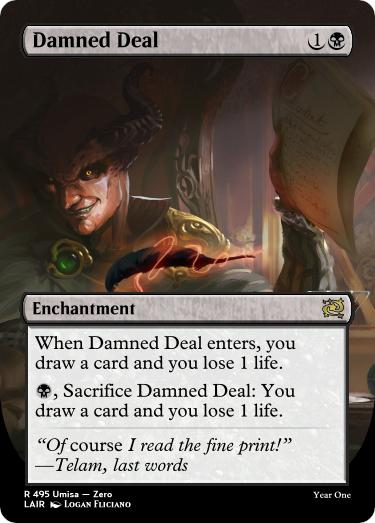 Damned Deal 1
Contract
Enchantment
When Damned Deal enters, you
draw a card and you lose 1 life.
, Sacrifice Damned Deal: You
draw a card and you lose 1 life.
“Of course I read the fine print!”
—Telam, last words
R 495 Umisa — Zero
LAIR Logan Fliciano
Year One